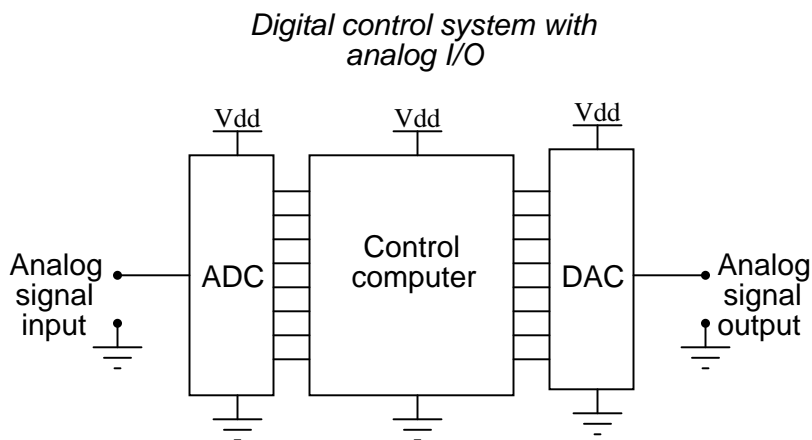 Digital control system with
analog I/O
Vdd
Vdd
Vdd
Analog
signal
input
ADC
Control
computer
DAC
Analog
signal
output